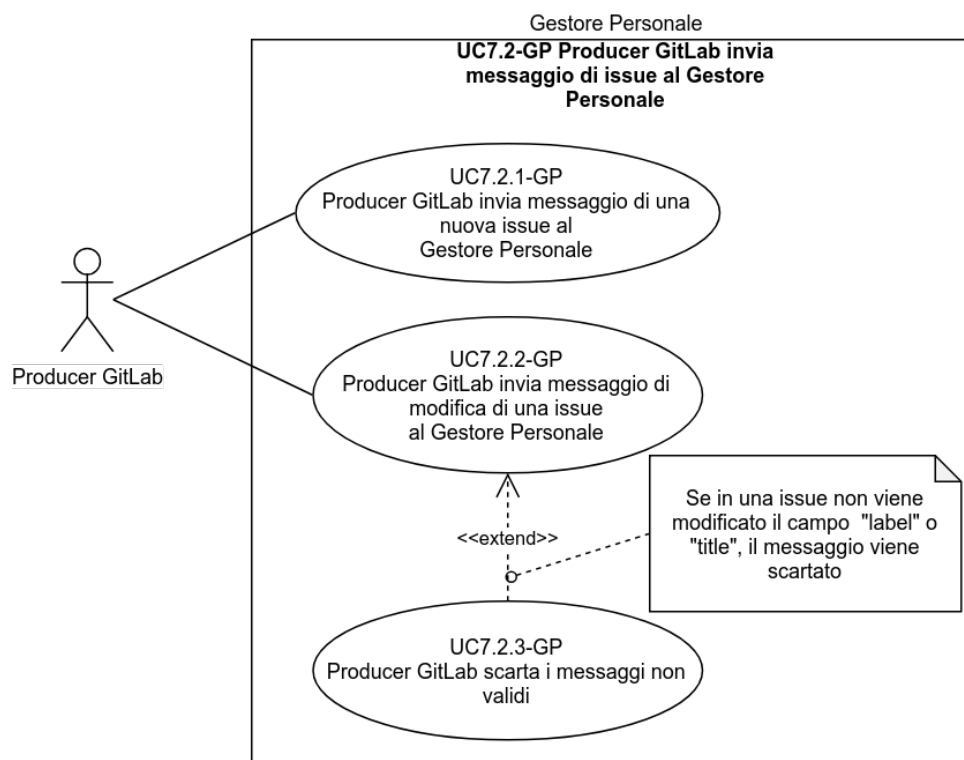 Gestore Personale
UC7.2-GP Producer GitLab invia
messaggio di issue al Gestore
Personale
UC7.2.1-GP
Producer GitLab invia messaggio di una
nuova issue al
Gestore Personale
Producer GitLab
UC7.2.2-GP
Producer GitLab invia messaggio di
modifica di una issue
al Gestore Personale
Se in una issue non viene
modificato il campo "label" o
"title", il messaggio viene
scartato
<<extend>>
UC7.2.3-GP
Producer GitLab scarta i messaggi non
validi